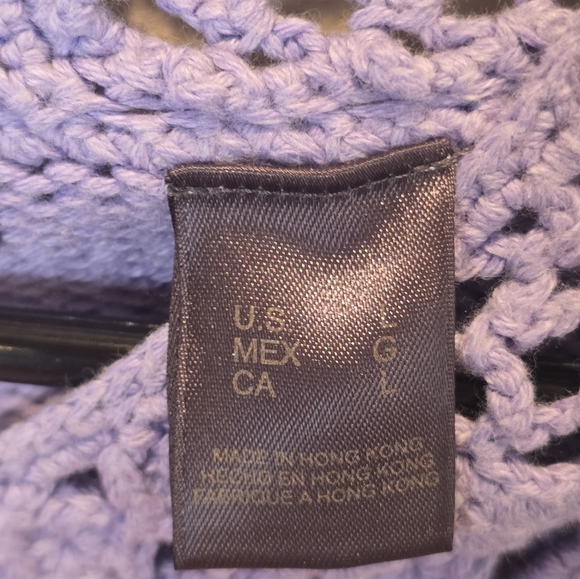 U.S L
MEX G
CA L
MADE IN HONG KONG
HECHO EN HONG KONG
FABRIQUE A HONG KONG